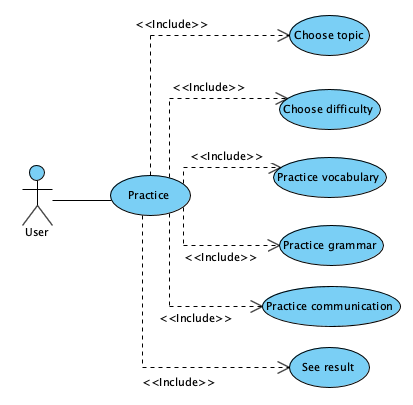 <<Include>>
Choose topic
<<Include>>
Choose difficulty
<<Include>>
Practice vocabulary
Practice
User
Practice grammar
<<Include>>
Practice communication
<<Include>>
See result
<<Include>>